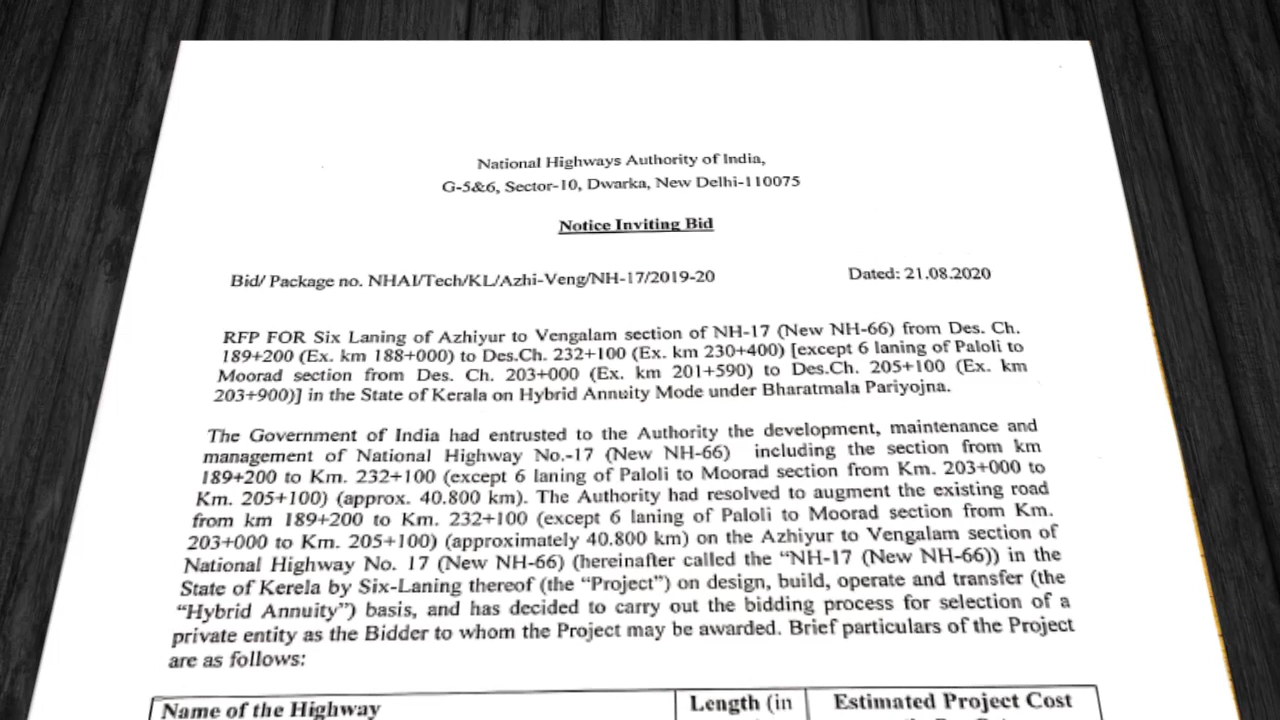 National Highways Authority of India,
G-5&6, Sector-10, Dwarka, New Delhi-110075
Notice Inviting Bid
Bid/ Package no. NHAI/Tech/KL/Azhi-Veng/NH-17/2019-20 Dated: 21.08.2020
RFP FOR Six Laning of Azhiyur to Vengalam section of NH-17 (New NH-66) from Des. Ch.
189+200 (Ex. km 188+000) to Des.Ch. 232+100 (Ex. km 230+400) [except 6 laning of Paloli to
Moorad section from Des. Ch. 203+000 (Ex. km 201+590) to Des.Ch. 205+100 (Ex. km
203+900)] in the State of Kerala on Hybrid Annuity Mode under Bharatmala Pariyojna.
The Government of India had entrusted to the Authority the development, maintenance and
management of National Highway No.-17 (New NH-66) including the section from km
189+200 to Km. 232+100 (except 6 laning of Paloli to Moorad section from Km. 203+000 to
Km. 205+100) (approx. 40.800 km). The Authority had resolved to augment the existing road
from km 189+200 to Km. 232+100 (except 6 laning of Paloli to Moorad section from Km.
203+000 to Km. 205+100) (approximately 40.800 km) on the Azhiyur to Vengalam section of
National Highway No. 17 (New NH-66) (hereinafter called the “NH-17 (New NH-66)) in the
State of Kerela by Six-Laning thereof (the “Project”) on design, build, operate and transfer (the
“Hybrid Annuity”) basis, and has decided to carry out the bidding process for selection of a
private entity as the Bidder to whom the Project may be awarded. Brief particulars of the Project
are as follows:
Name of the Highway Length (in Estimated Project Cost